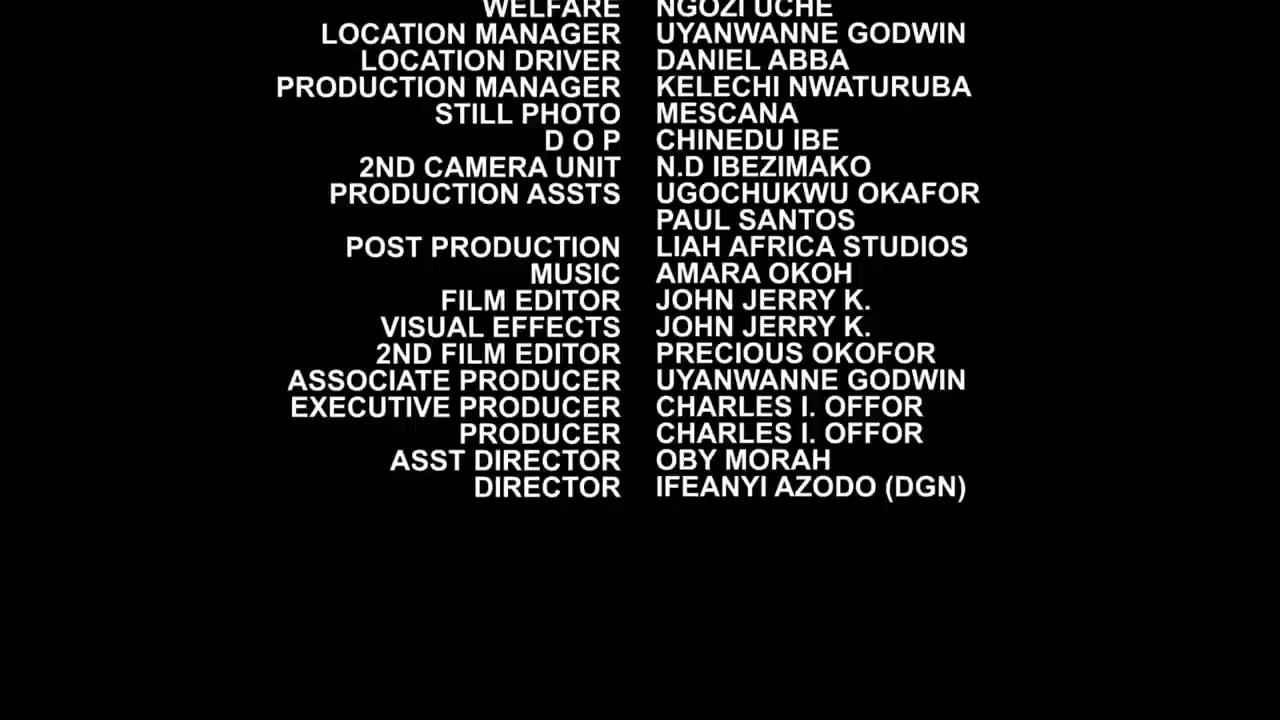 WELFARE NGOZI UCHE
LOCATION MANAGER UYANWANNE GODWIN
LOCATION DRIVER DANIEL ABBA
PRODUCTION MANAGER KELECHI NWATURUBA
STILL PHOTO MESCANA
D O P CHINEDU IBE
2ND CAMERA UNIT N.D IBEZIMAKO
PRODUCTION ASSTS UGOCHUKWU OKAFOR
PAUL SANTOS
POST PRODUCTION LIAH AFRICA STUDIOS
MUSIC AMARA OKOH
FILM EDITOR JOHN JERRY K.
VISUAL EFFECTS JOHN JERRY K.
2ND FILM EDITOR PRECIOUS OKOFOR
ASSOCIATE PRODUCER UYANWANNE GODWIN
EXECUTIVE PRODUCER CHARLES I. OFFOR
PRODUCER CHARLES I. OFFOR
ASST DIRECTOR OBY MORAH
DIRECTOR IFEANYI AZODO (DGN)